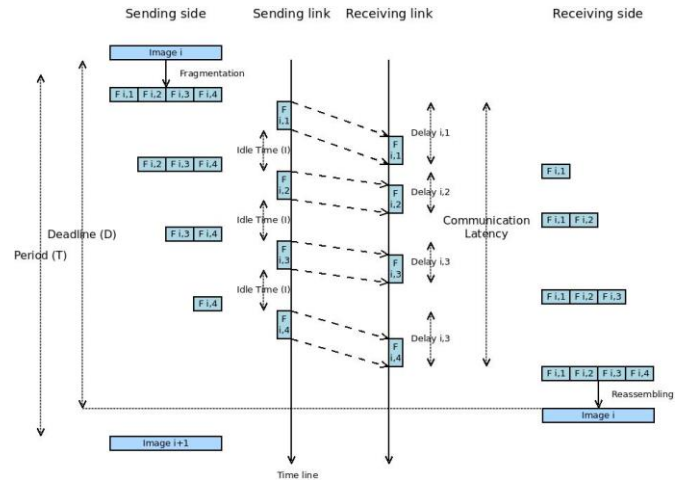 Sending side
Sending link
Receiving link
Receiving side
Image i
Fragmentation
F i,1
F i,2
F i,3
F i,4
F
i,1
Delay i,1
Idle Time (I)
F
i,1
F i,2
F i,3
F i,4
F i,1
F
i,2
Delay i,2
F
i,2
Idle Time (I)
F i,1
F i,2
Communication
Latency
Deadline (D)
Period (T)
F i,3
F i,4
F
i,3
Delay i,3
F
i,3
Idle Time (I)
F i,4
F i,1
F i,2
F i,3
F
i,4
Delay i,3
F
i,4
F i,1
F i,2
F i,3
F i,4
Reassembling
Image i
Image i+1
Time line